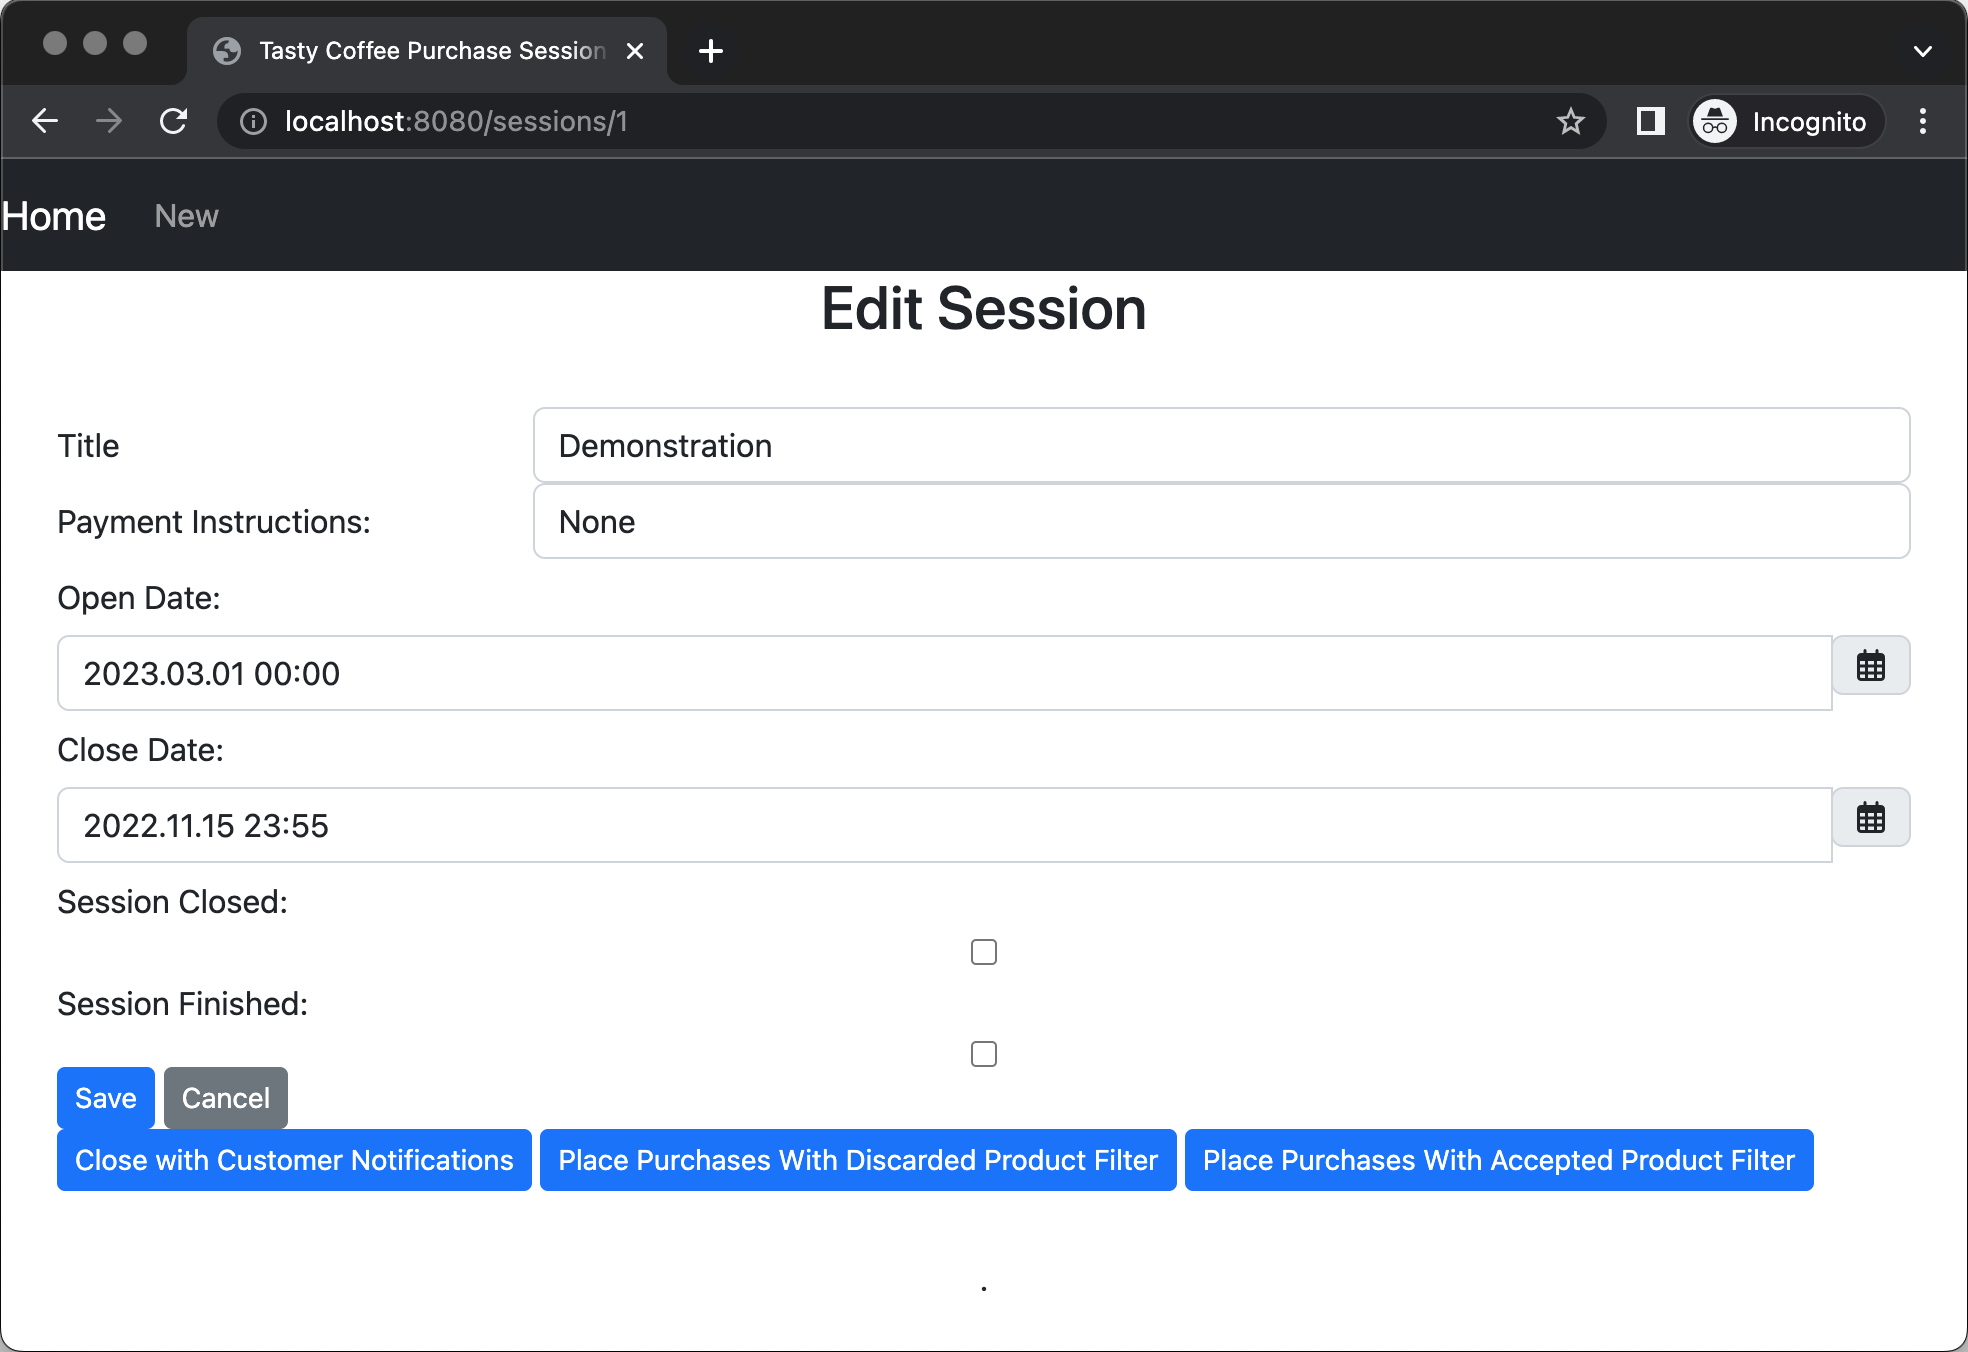 Tasty Coffee Purchase Session
localhost:8080/sessions/1
Incognito
Home New
Edit Session
Title Demonstration
Payment Instructions: None
Open Date:
2023.03.01 00:00
Close Date:
2022.11.15 23:55
Session Closed:
Session Finished:
Save Cancel
Close with Customer Notifications Place Purchases With Discarded Product Filter Place Purchases With Accepted Product Filter
.